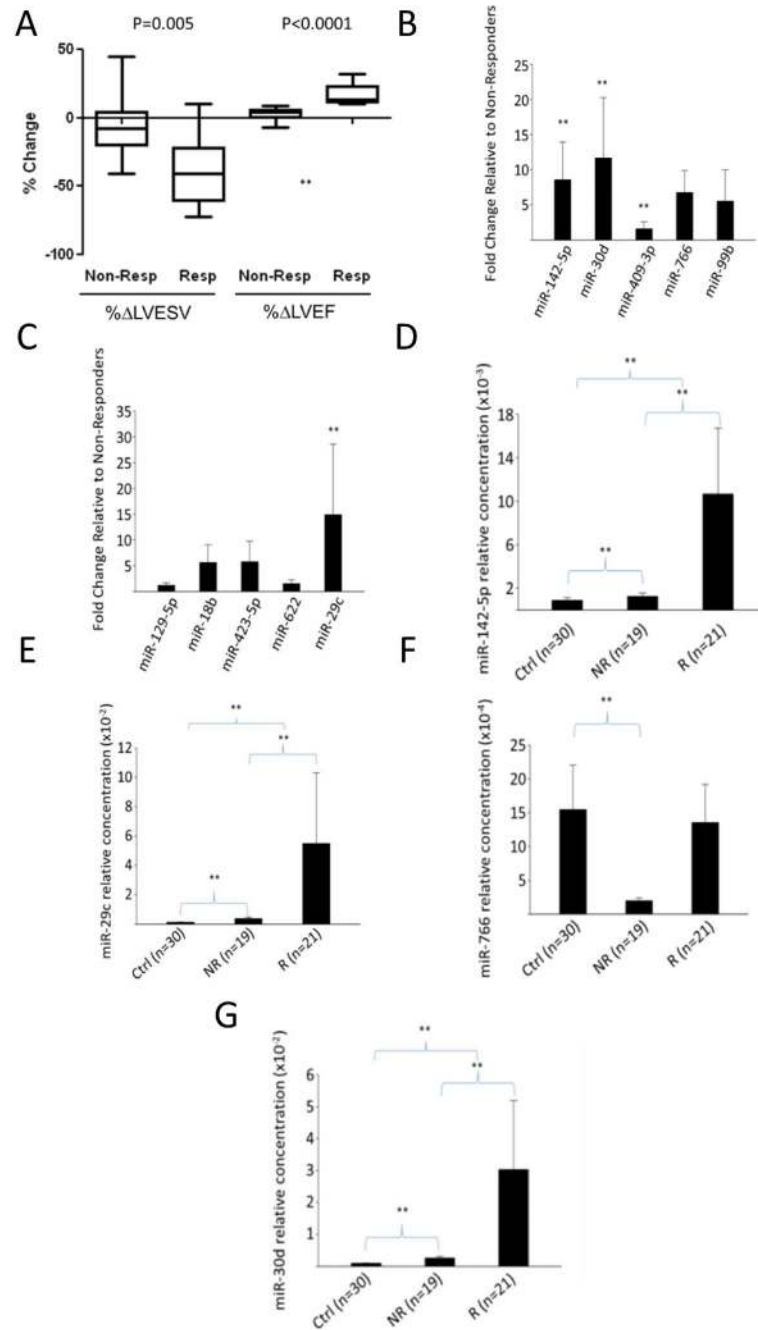 A
P=0.005 P<0.0001
% Change
50
0
-50
-100
**
Non-Resp Resp Non-Resp Resp
%ΔLVESV %ΔLVEF
B
Fold Change Relative to Non-Responders
25
20
15
10
5
** ** **
miR-142-5p miR-30d miR-409-3p miR-766 miR-99b
C
Fold Change Relative to Non-Responders
35
30
25
20
15
10
5
**
miR-129-5p miR-18b miR-423-5p miR-622 miR-29c
D
miR-142-5p relative concentration (x10⁻³)
18
14
10
6
2
**
**
**
Ctrl (n=30) NR (n=19) R (n=21)
E
miR-29c relative concentration (x10⁻²)
12
10
8
6
4
2
**
**
**
Ctrl (n=30) NR (n=19) R (n=21)
F
miR-766 relative concentration (x10⁻⁴)
25
20
15
10
5
**
Ctrl (n=30) NR (n=19) R (n=21)
G
miR-30d relative concentration (x10⁻²)
6
5
4
3
2
1
**
**
**
Ctrl (n=30) NR (n=19) R (n=21)